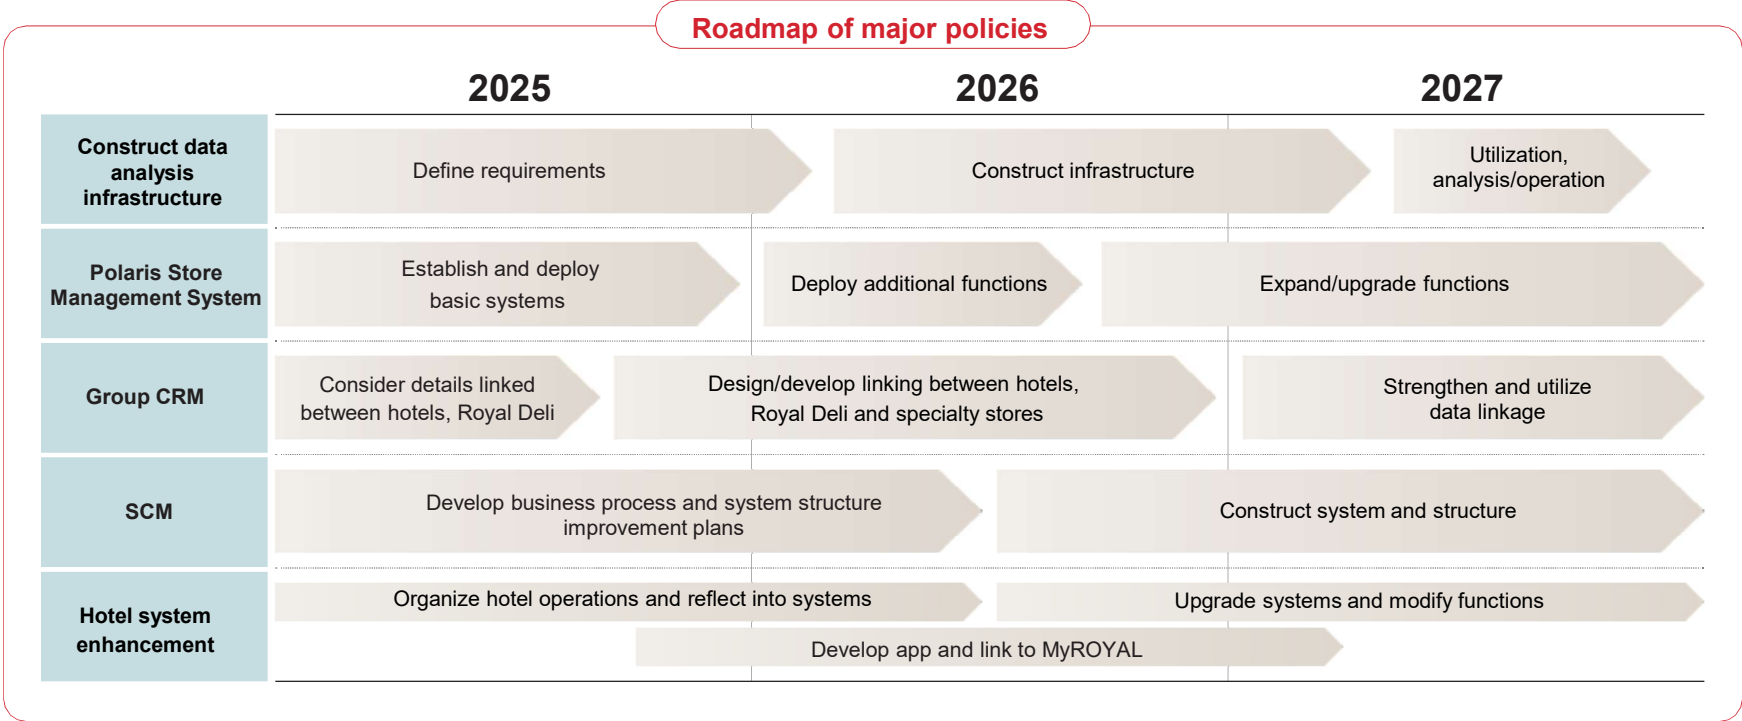 Roadmap of major policies
2025
2026
2027
Construct data
analysis
infrastructure
Define requirements
Construct infrastructure
Utilization,
analysis/operation
Polaris Store
Management System
Establish and deploy
basic systems
Deploy additional functions
Expand/upgrade functions
Group CRM
Consider details linked
between hotels, Royal Deli
Design/develop linking between hotels,
Royal Deli and specialty stores
Strengthen and utilize
data linkage
SCM
Develop business process and system structure
improvement plans
Construct system and structure
Hotel system
enhancement
Organize hotel operations and reflect into systems
Upgrade systems and modify functions
Develop app and link to MyROYAL